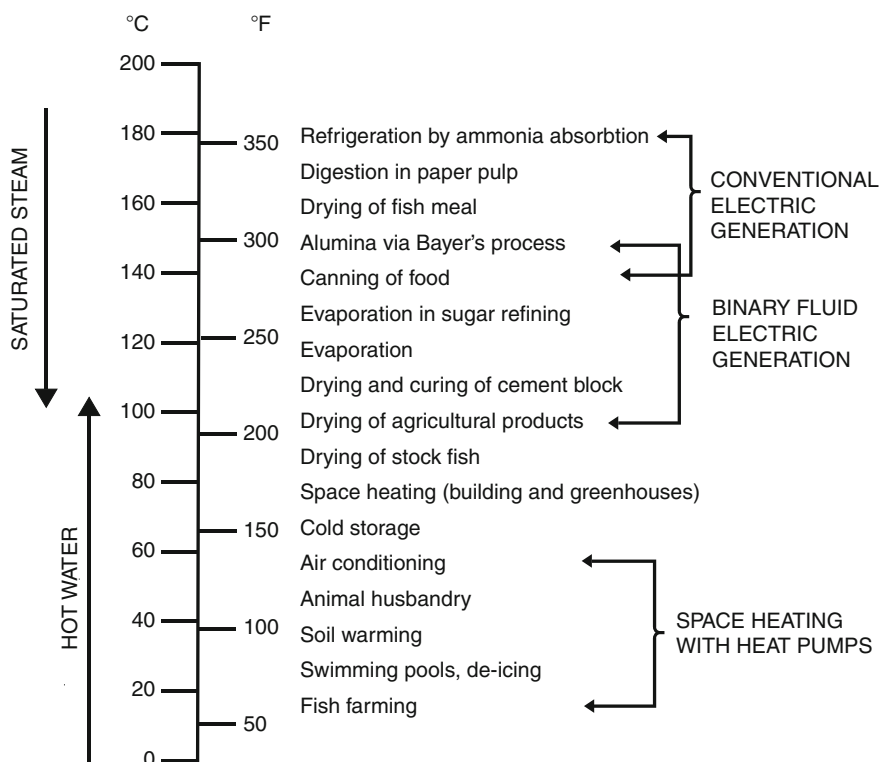 °C
°F
200
180
160
140
120
100
80
60
40
20
0
350
300
250
200
150
100
50
SATURATED STEAM
HOT WATER
Refrigeration by ammonia absorbtion
Digestion in paper pulp
Drying of fish meal
Alumina via Bayer's process
Canning of food
Evaporation in sugar refining
Evaporation
Drying and curing of cement block
Drying of agricultural products
Drying of stock fish
Space heating (building and greenhouses)
Cold storage
Air conditioning
Animal husbandry
Soil warming
Swimming pools, de-icing
Fish farming
CONVENTIONAL
ELECTRIC
GENERATION
BINARY FLUID
ELECTRIC
GENERATION
SPACE HEATING
WITH HEAT PUMPS